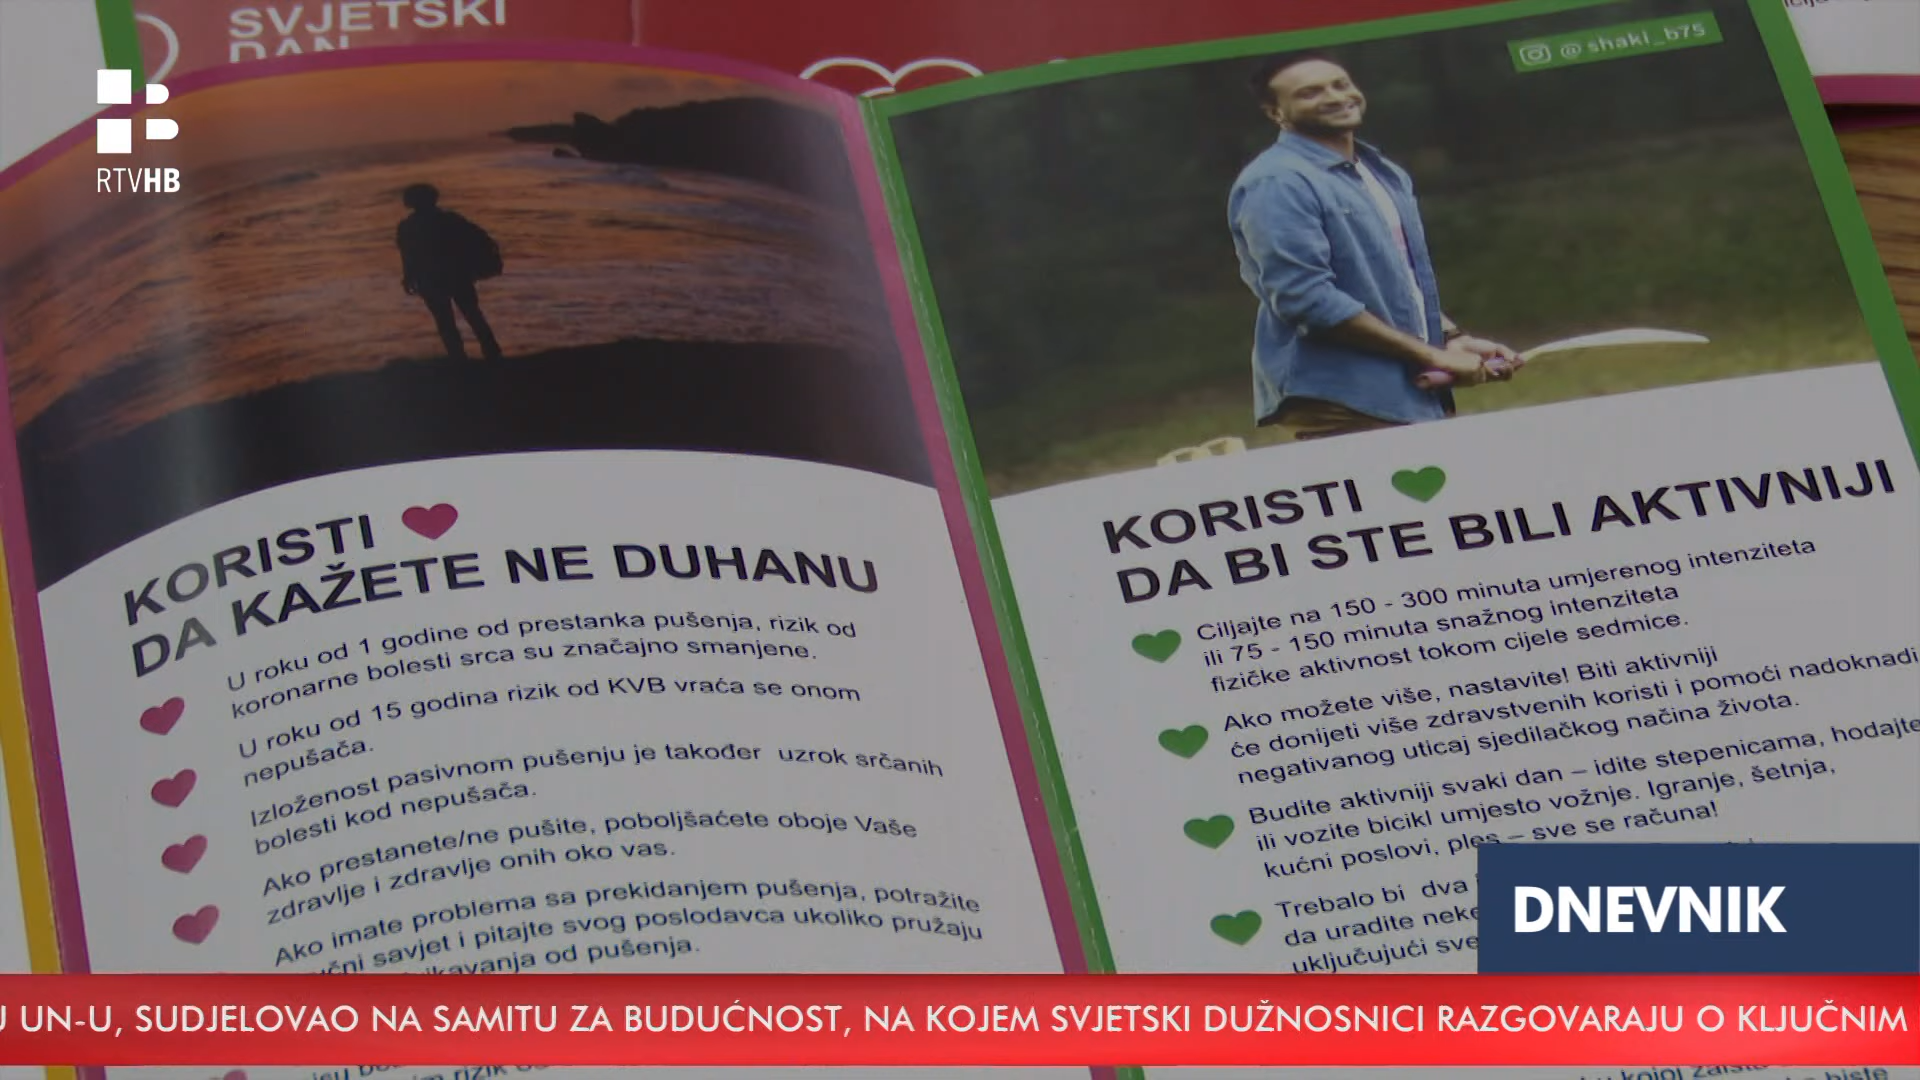 SVJETSKI
DAN
@shaki_b75
RTVHB
KORISTI
DA KAŽETE NE DUHANU
U roku od 1 godine od prestanka pušenja, rizik od
koronarne bolesti srca su značajno smanjene.
U roku od 15 godina rizik od KVB vraća se onom
nepušača.
Izloženost pasivnom pušenju je također uzrok srčanih
bolesti kod nepušača.
Ako prestanete/ne pušite, poboljšaćete oboje Vaše
zdravlje i zdravlje onih oko vas.
Ako imate problema sa prekidanjem pušenja, potražite
savjet i pitajte svog poslodavca ukoliko pružaju
od pušenja.
KORISTI
DA BI STE BILI AKTIVNIJI
Ciljajte na 150 - 300 minuta umjerenog intenziteta
ili 75 - 150 minuta snažnog intenziteta
fizičke aktivnost tokom cijele sedmice.
Ako možete više, nastavite! Biti aktivniji
će donijeti više zdravstvenih koristi i pomoći nadoknadi
negativanog uticaj sjedilačkog načina života.
Budite aktivniji svaki dan – idite stepenicama, hodajte
ili vozite bicikl umjesto vožnje. Igranje, šetnja,
kućni poslovi, ples – sve se računa!
Trebalo bi dva
da uradite neke
uključujući sve
DNEVNIK
U UN-U, SUDJELOVAO NA SAMITU ZA BUDUĆNOST, NA KOJEM SVJETSKI DUŽNOSNICI RAZGOVARAJU O KLJUČNIM